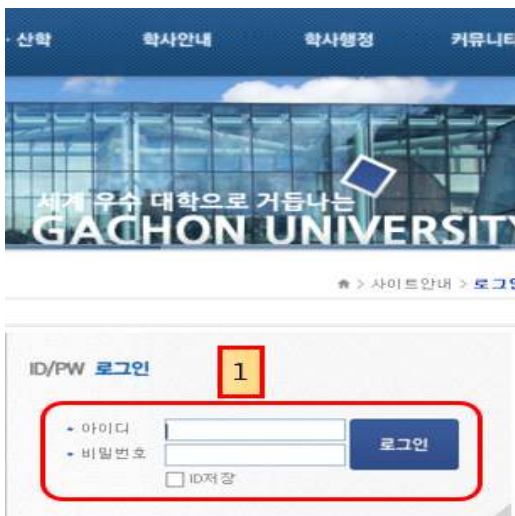 · 산학 학사안내 학사행정 커뮤니티
세계 우수 대학으로 거듭나는
GACHON UNIVERSITY
> 사이트안내 > 로그인
ID/PW 로그인
1
아이디
비밀번호
로그인
ID저장